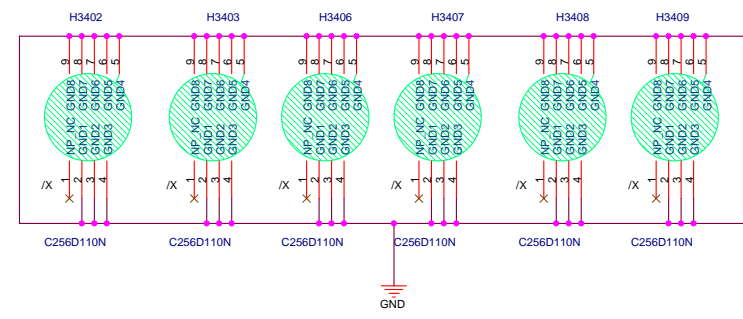 H3402 H3403 H3406 H3407 H3408 H3409
9 8 7 6 5 9 8 7 6 5 9 8 7 6 5 9 8 7 6 5 9 8 7 6 5 9 8 7 6 5
GND8 GND7 GND6 GND5 GND4 GND8 GND7 GND6 GND5 GND4 GND8 GND7 GND6 GND5 GND4 GND8 GND7 GND6 GND5 GND4 GND8 GND7 GND6 GND5 GND4 GND8 GND7 GND6 GND5 GND4
NP_NC GND1 GND2 GND3 NP_NC GND1 GND2 GND3 NP_NC GND1 GND2 GND3 NP_NC GND1 GND2 GND3 NP_NC GND1 GND2 GND3 NP_NC GND1 GND2 GND3
/X 1 2 3 4 /X 1 2 3 4 /X 1 2 3 4 /X 1 2 3 4 /X 1 2 3 4 /X 1 2 3 4
C256D110N C256D110N C256D110N C256D110N C256D110N C256D110N
GND